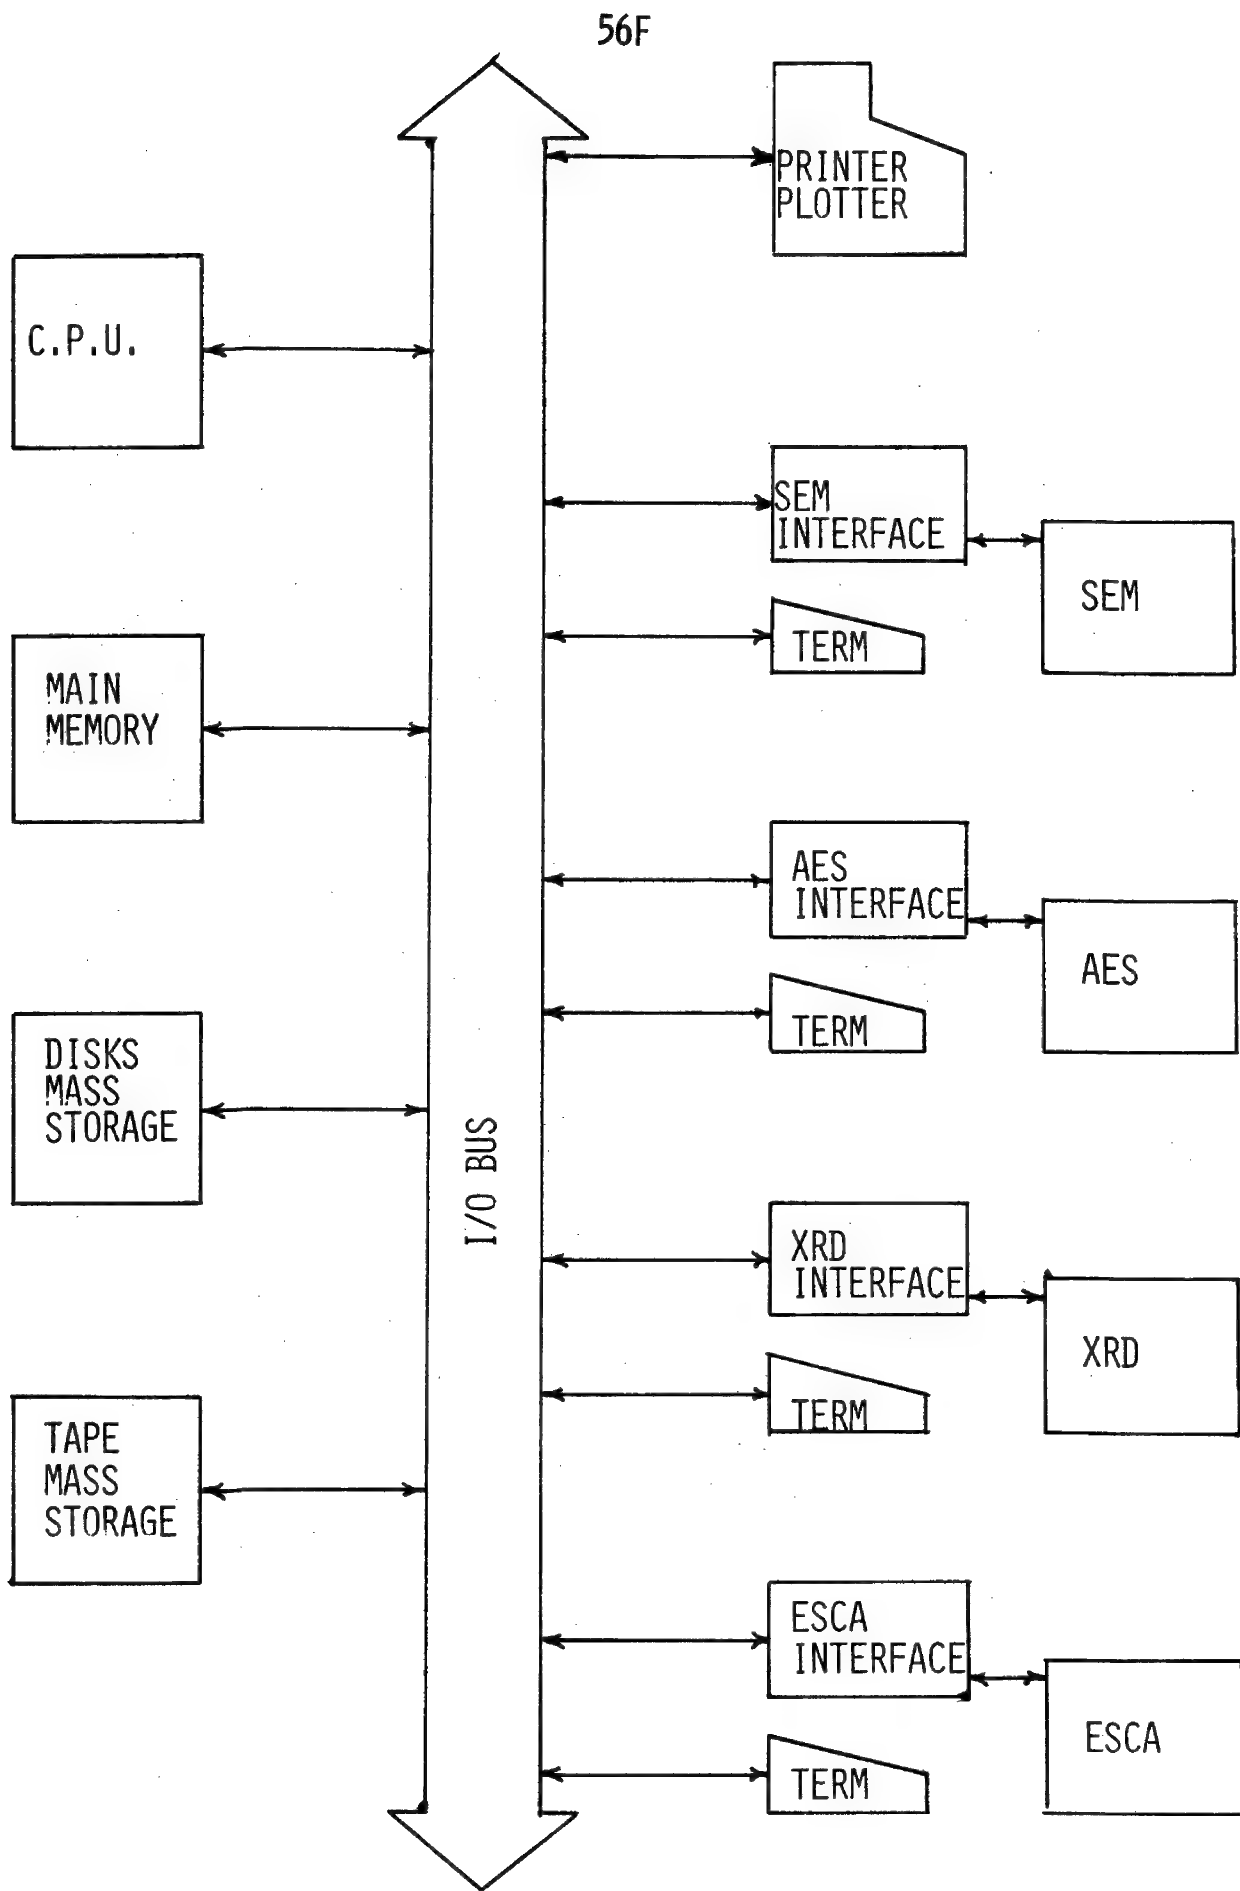 56F
PRINTER
PLOTTER
C.P.U.
SEM
INTERFACE
SEM
TERM
MAIN
MEMORY
AES
INTERFACE
AES
TERM
DISKS
MASS
STORAGE
I/O BUS
XRD
INTERFACE
XRD
TERM
TAPE
MASS
STORAGE
ESCA
INTERFACE
ESCA
TERM